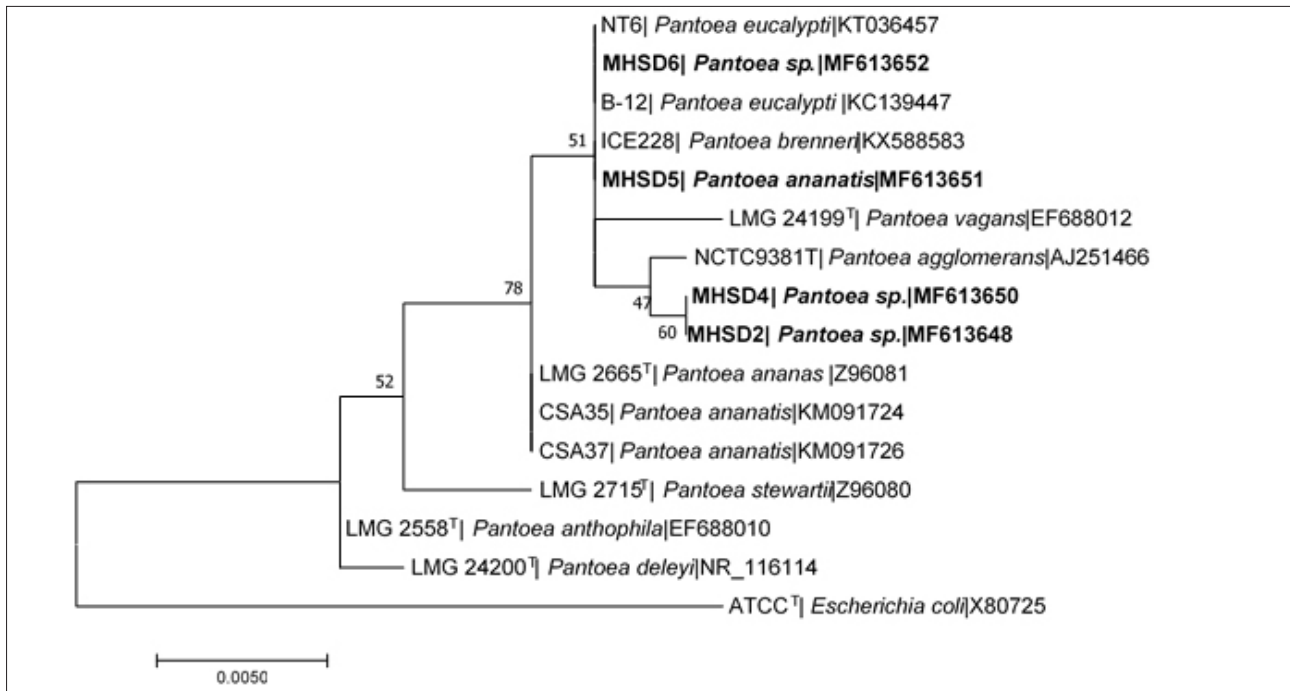 NT6| Pantoea eucalypti|KT036457
MHSD6| Pantoea sp.|MF613652
B-12| Pantoea eucalypti |KC139447
51
ICE228| Pantoea brenneri|KX588583
MHSD5| Pantoea ananatis|MF613651
LMG 24199T| Pantoea vagans|EF688012
NCTC9381T| Pantoea agglomerans|AJ251466
78
47
MHSD4| Pantoea sp.|MF613650
60
MHSD2| Pantoea sp.|MF613648
LMG 2665T| Pantoea ananas |Z96081
52
CSA35| Pantoea ananatis|KM091724
CSA37| Pantoea ananatis|KM091726
LMG 2715T| Pantoea stewartii|Z96080
LMG 2558T| Pantoea anthophila|EF688010
LMG 24200T| Pantoea deleyi|NR_116114
ATCCT| Escherichia coli|X80725
0.0050